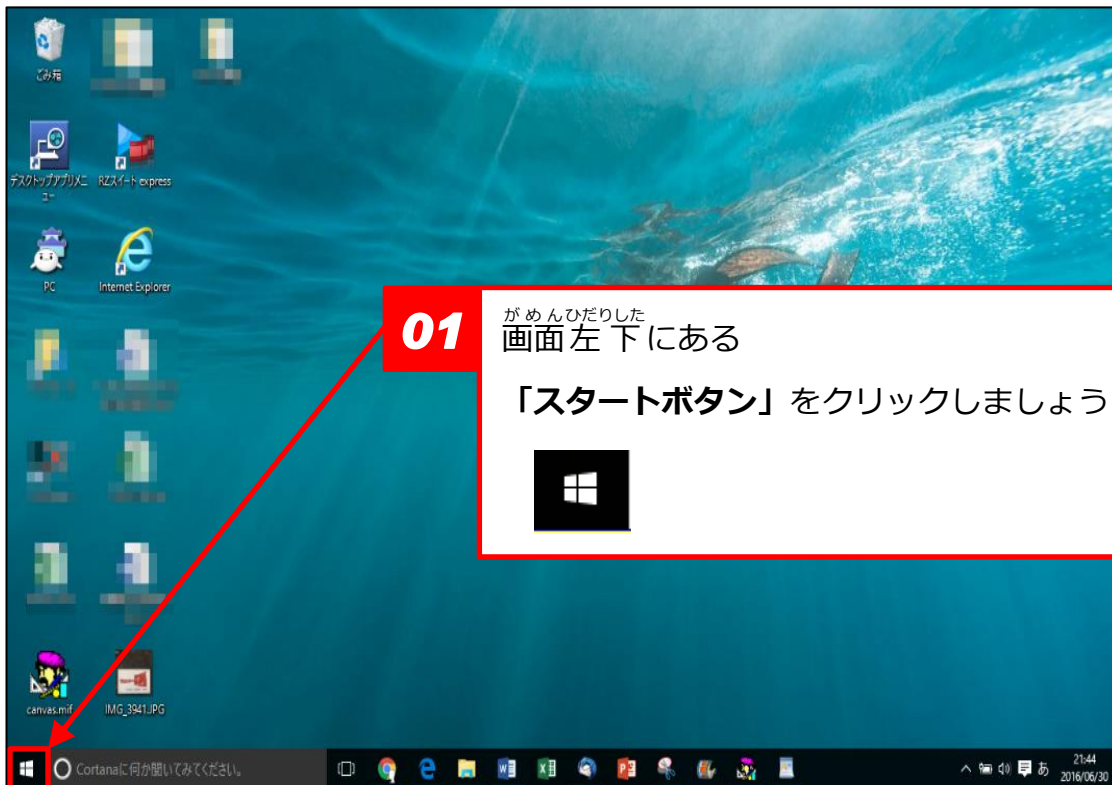 ごみ箱
デスクトップアプリメニ
ュー
RZスイート express
PC
Internet Explorer
01
がめんひだりした
画面左下にある
「スタートボタン」をクリックしましょう
canvas.mif
IMG_3941.JPG
Cortanaに何か聞いてみてください。
あ
21:44
2016/06/30